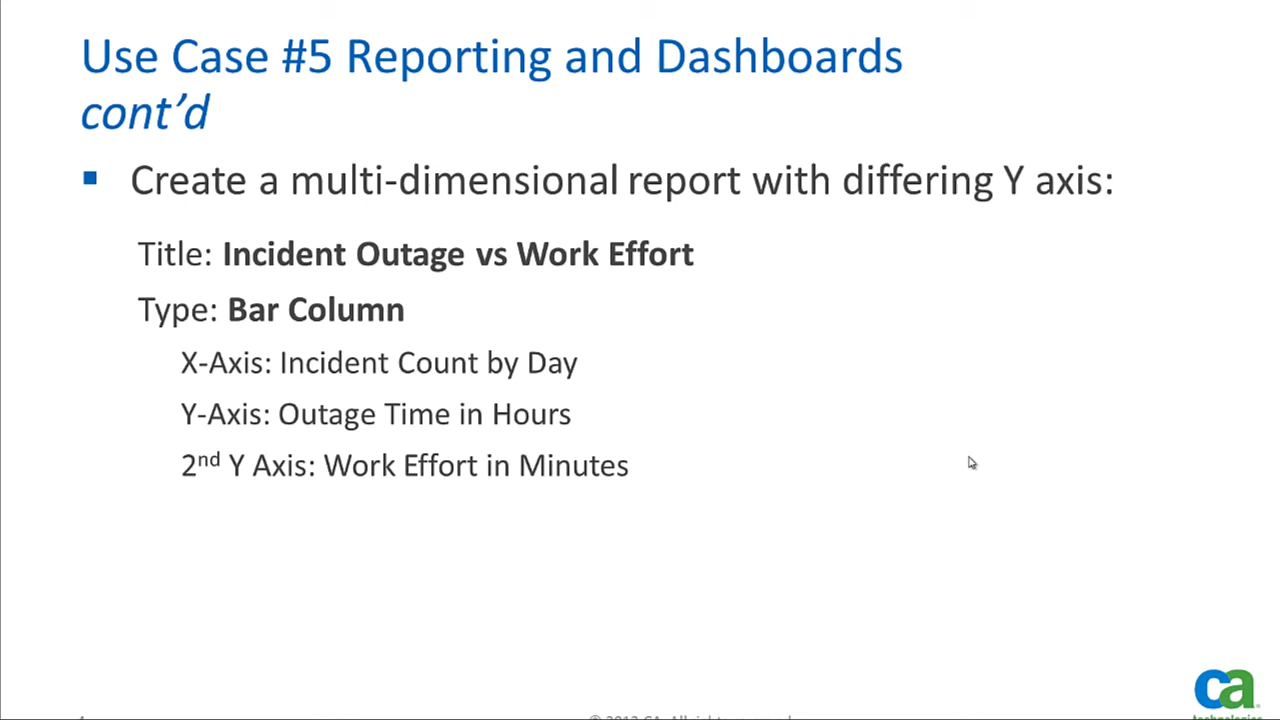 Use Case #5 Reporting and Dashboards
cont’d
▪ Create a multi-dimensional report with differing Y axis:
Title: Incident Outage vs Work Effort
Type: Bar Column
X-Axis: Incident Count by Day
Y-Axis: Outage Time in Hours
2nd Y Axis: Work Effort in Minutes
ca
technologies